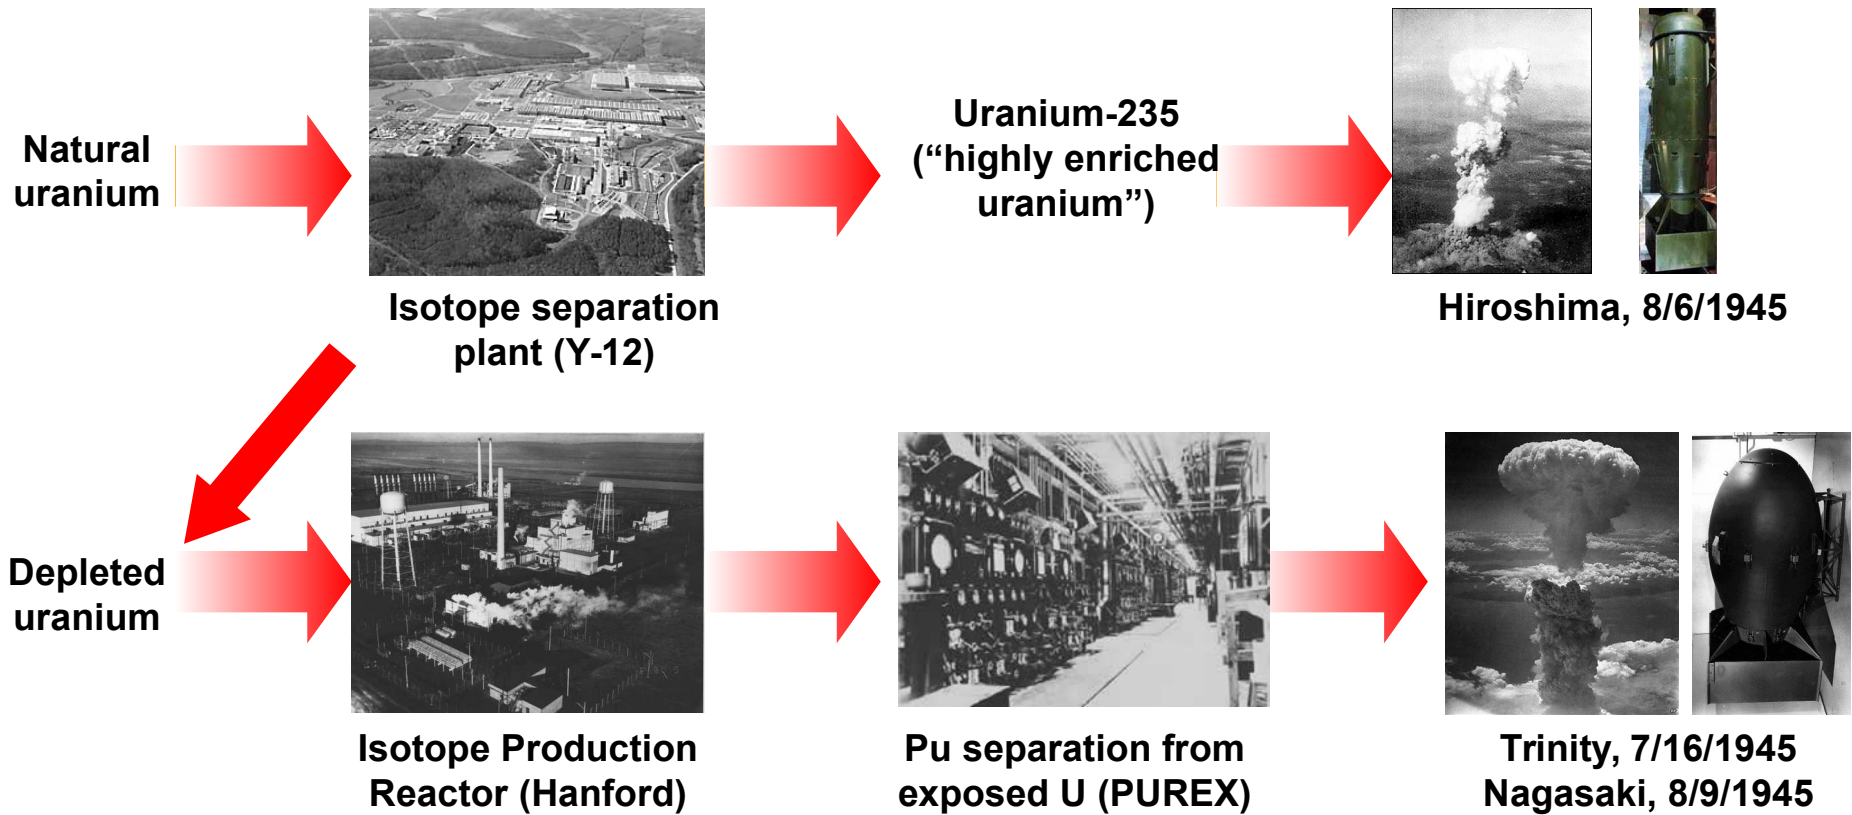 Natural
uranium
Isotope separation
plant (Y-12)
Uranium-235
(“highly enriched
uranium”)
Hiroshima, 8/6/1945
Depleted
uranium
Isotope Production
Reactor (Hanford)
Pu separation from
exposed U (PUREX)
Trinity, 7/16/1945
Nagasaki, 8/9/1945